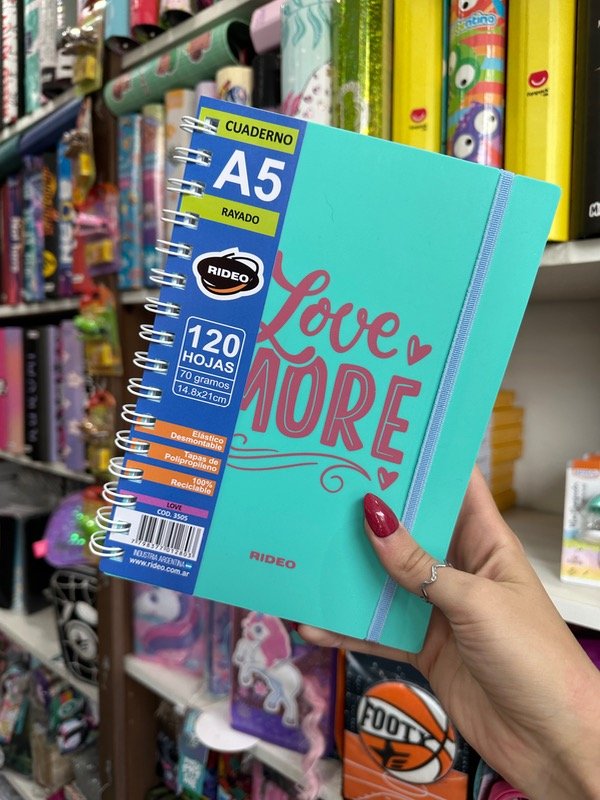 CUADERNO
A5
RAYADO
RIDEO
120
HOJAS
70 gramos
14.8x21cm
Elástico
Desmontable
Tapas de
Polipropileno
100%
Reciclable
LOVE
COD. 3505
INDUSTRIA ARGENTINA
www.rideo.com.ar
Love
MORE
RIDEO
FOOTY